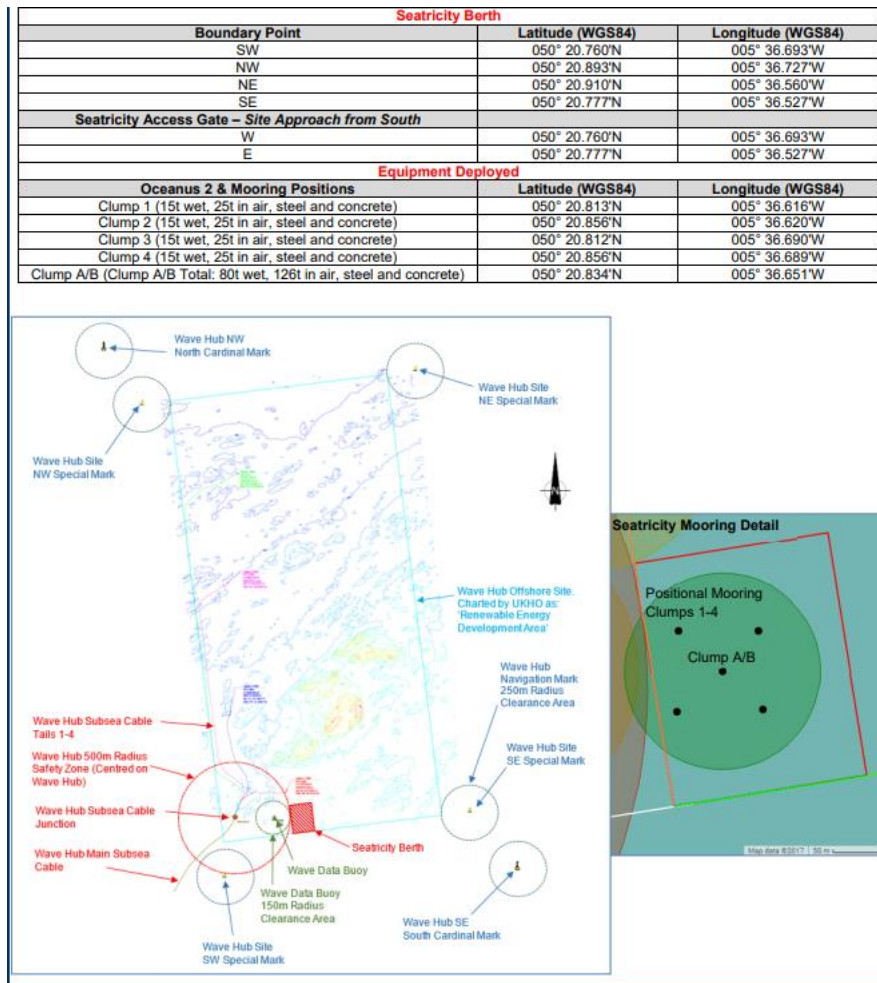 Seatricity Berth
Boundary Point Latitude (WGS84) Longitude (WGS84)
SW 050° 20.760'N 005° 36.693'W
NW 050° 20.893'N 005° 36.727'W
NE 050° 20.910'N 005° 36.560'W
SE 050° 20.777'N 005° 36.527'W
Seatricity Access Gate – Site Approach from South
W 050° 20.760'N 005° 36.693'W
E 050° 20.777'N 005° 36.527'W
Equipment Deployed
Oceanus 2 & Mooring Positions Latitude (WGS84) Longitude (WGS84)
Clump 1 (15t wet, 25t in air, steel and concrete) 050° 20.813'N 005° 36.616'W
Clump 2 (15t wet, 25t in air, steel and concrete) 050° 20.856'N 005° 36.620'W
Clump 3 (15t wet, 25t in air, steel and concrete) 050° 20.812'N 005° 36.690'W
Clump 4 (15t wet, 25t in air, steel and concrete) 050° 20.856'N 005° 36.689'W
Clump A/B (Clump A/B Total: 80t wet, 126t in air, steel and concrete) 050° 20.834'N 005° 36.651'W
Wave Hub NW
North Cardinal Mark
Wave Hub Site
NE Special Mark
Wave Hub Site
NW Special Mark
N
Wave Hub Offshore Site.
Charted by UKHO as:
'Renewable Energy
Development Area'
Wave Hub
Navigation Mark
250m Radius
Clearance Area
Wave Hub Subsea Cable
Tails 1-4
Wave Hub 500m Radius
Safety Zone (Centred on
Wave Hub)
Wave Hub Site
SE Special Mark
Wave Hub Subsea Cable
Junction
Seatricity Berth
Wave Hub Main Subsea
Cable
Wave Data Buoy
Wave Data Buoy
150m Radius
Clearance Area
Wave Hub SE
South Cardinal Mark
Wave Hub Site
SW Special Mark
Seatricity Mooring Detail
Positional Mooring
Clumps 1-4
Clump A/B
Map data ©2017 50 m